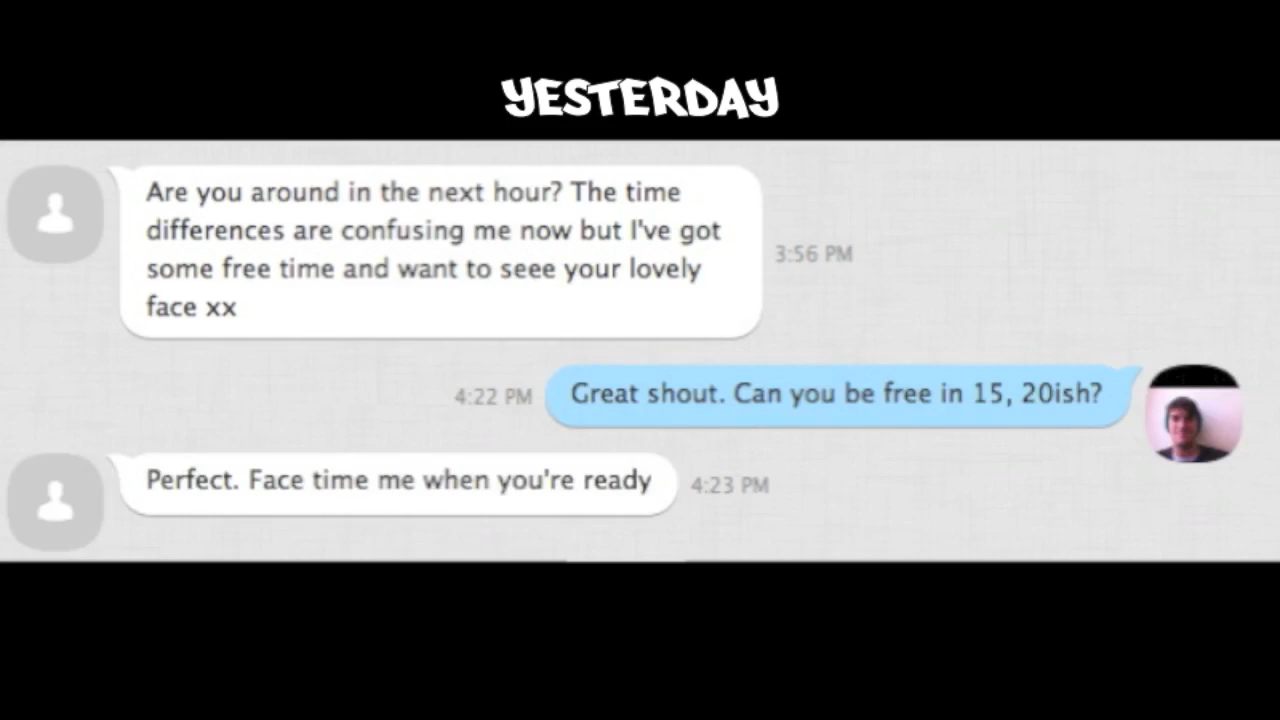 YESTERDAY
Are you around in the next hour? The time
differences are confusing me now but I've got
some free time and want to seee your lovely
face xx
3:56 PM
4:22 PM
Great shout. Can you be free in 15, 20ish?
Perfect. Face time me when you're ready
4:23 PM